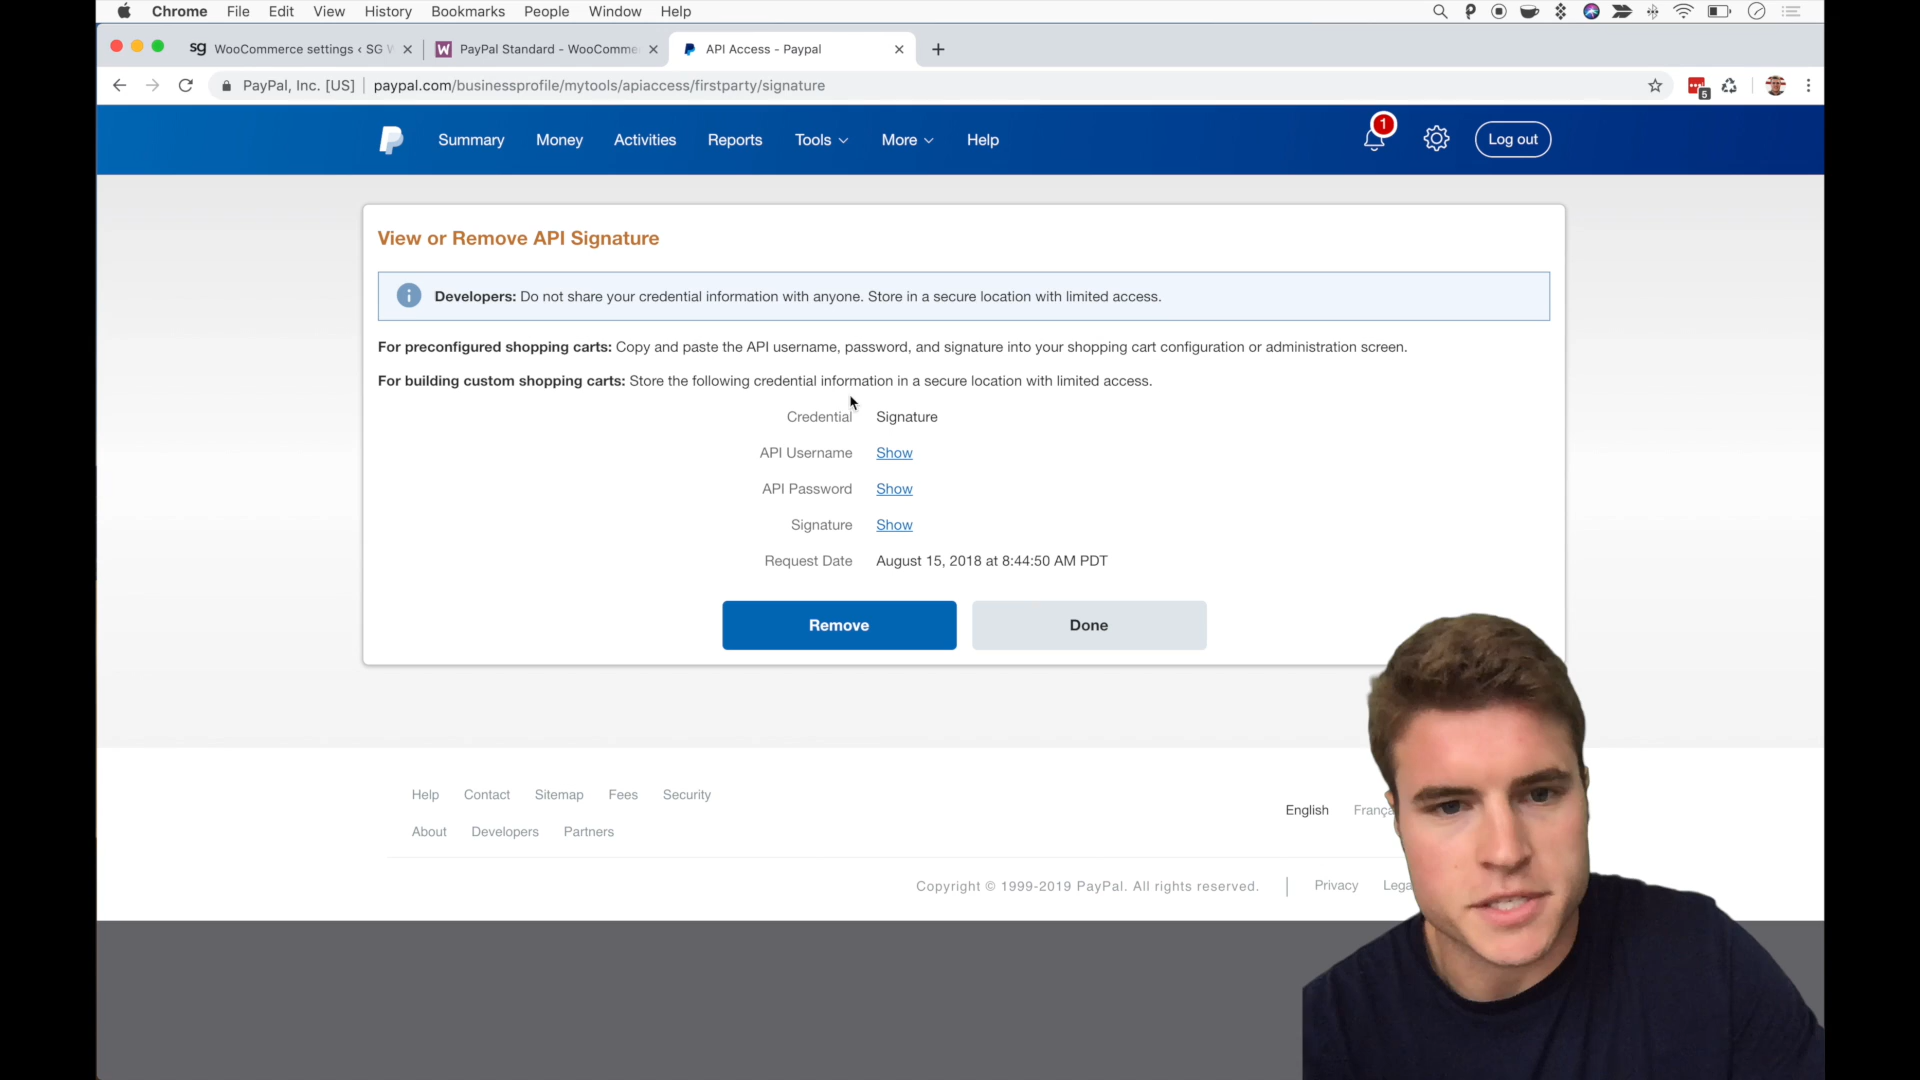 Chrome File Edit View History Bookmarks People Window Help
sg WooCommerce settings ‹ SG W PayPal Standard - WooComme API Access - Paypal
PayPal, Inc. [US] paypal.com/businessprofile/mytools/apiaccess/firstparty/signature 5
Summary Money Activities Reports Tools More Help 1 Log out
View or Remove API Signature
Developers: Do not share your credential information with anyone. Store in a secure location with limited access.
For preconfigured shopping carts: Copy and paste the API username, password, and signature into your shopping cart configuration or administration screen.
For building custom shopping carts: Store the following credential information in a secure location with limited access.
Credential Signature
API Username Show
API Password Show
Signature Show
Request Date August 15, 2018 at 8:44:50 AM PDT
Remove Done
Help Contact Sitemap Fees Security
English França
About Developers Partners
Copyright © 1999-2019 PayPal. All rights reserved. Privacy Lega